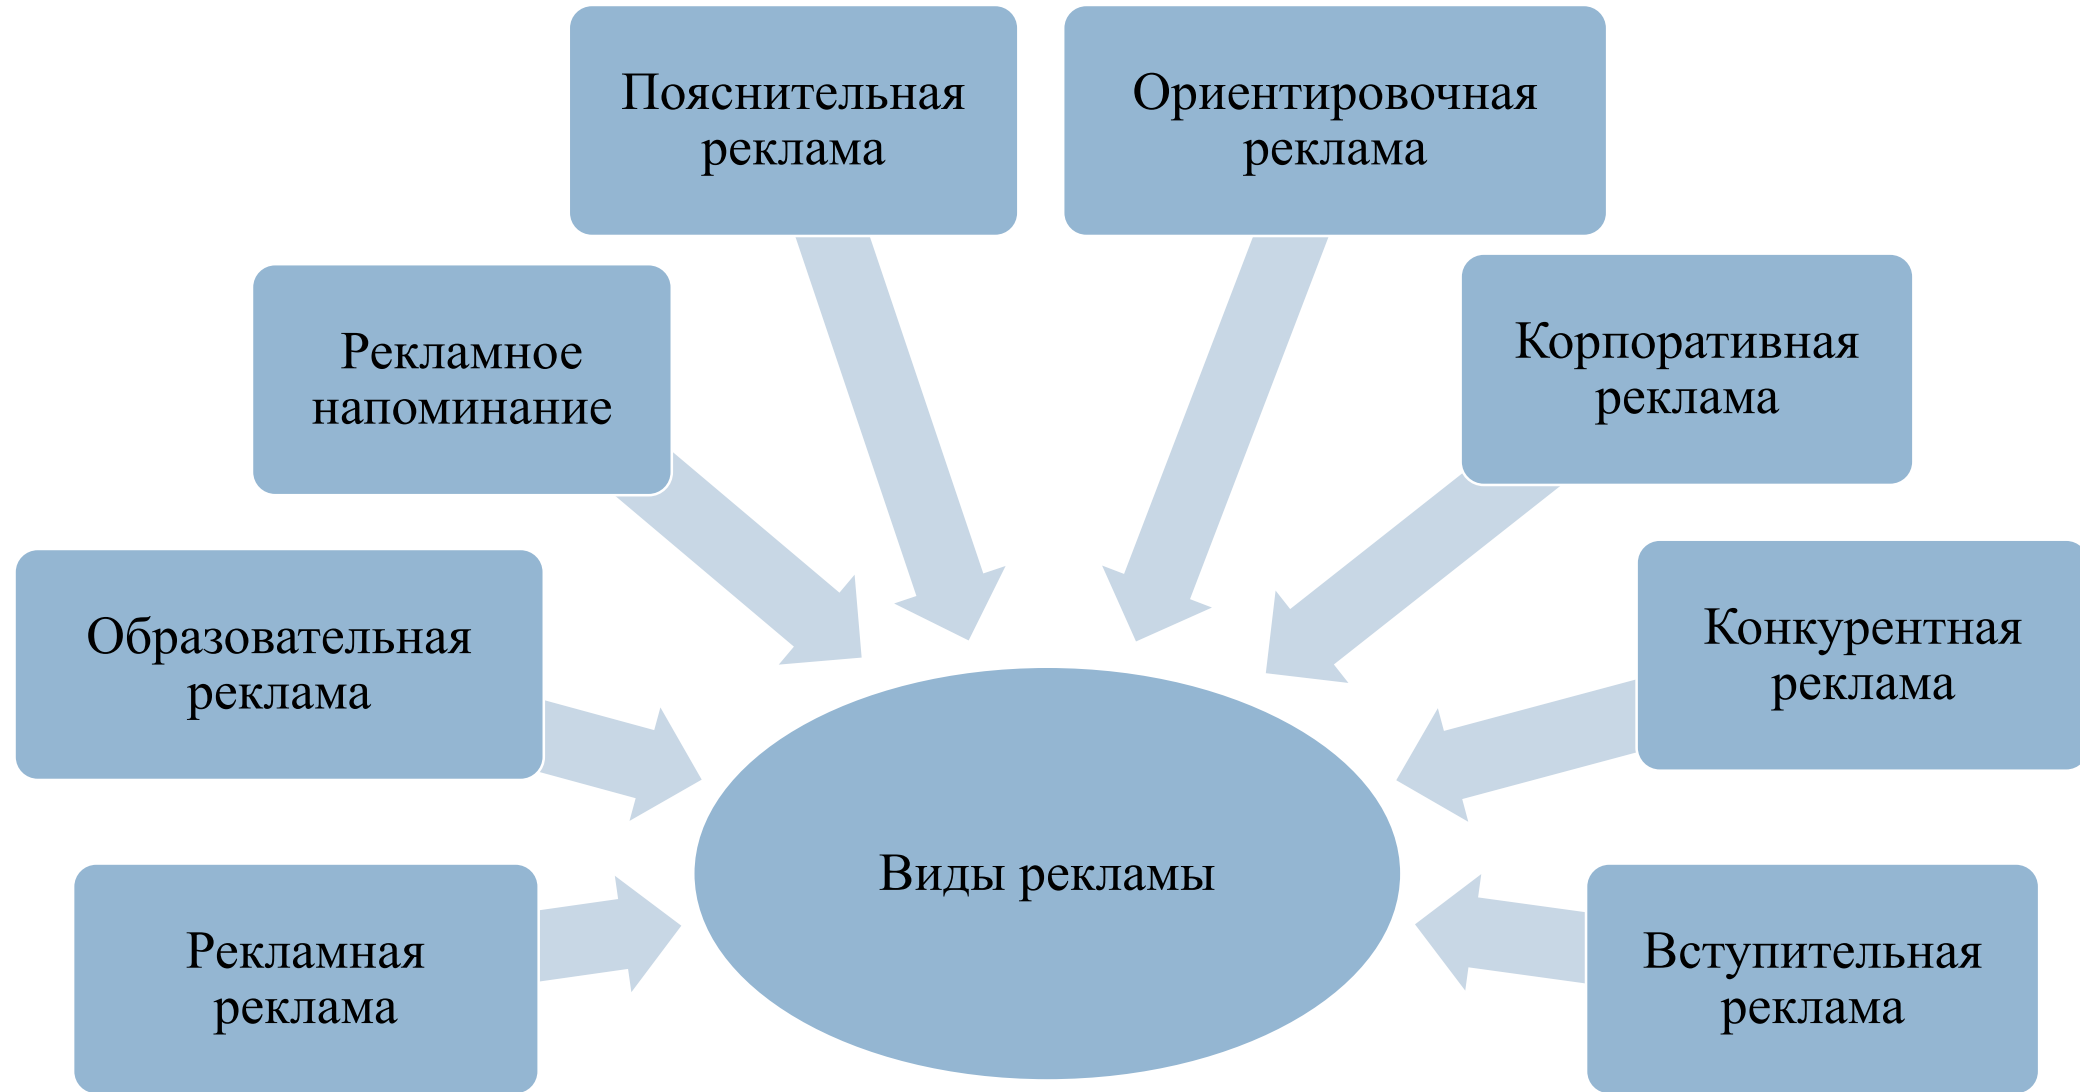 Пояснительная
реклама
Ориентировочная
реклама
Рекламное
напоминание
Корпоративная
реклама
Образовательная
реклама
Конкурентная
реклама
Виды рекламы
Рекламная
реклама
Вступительная
реклама